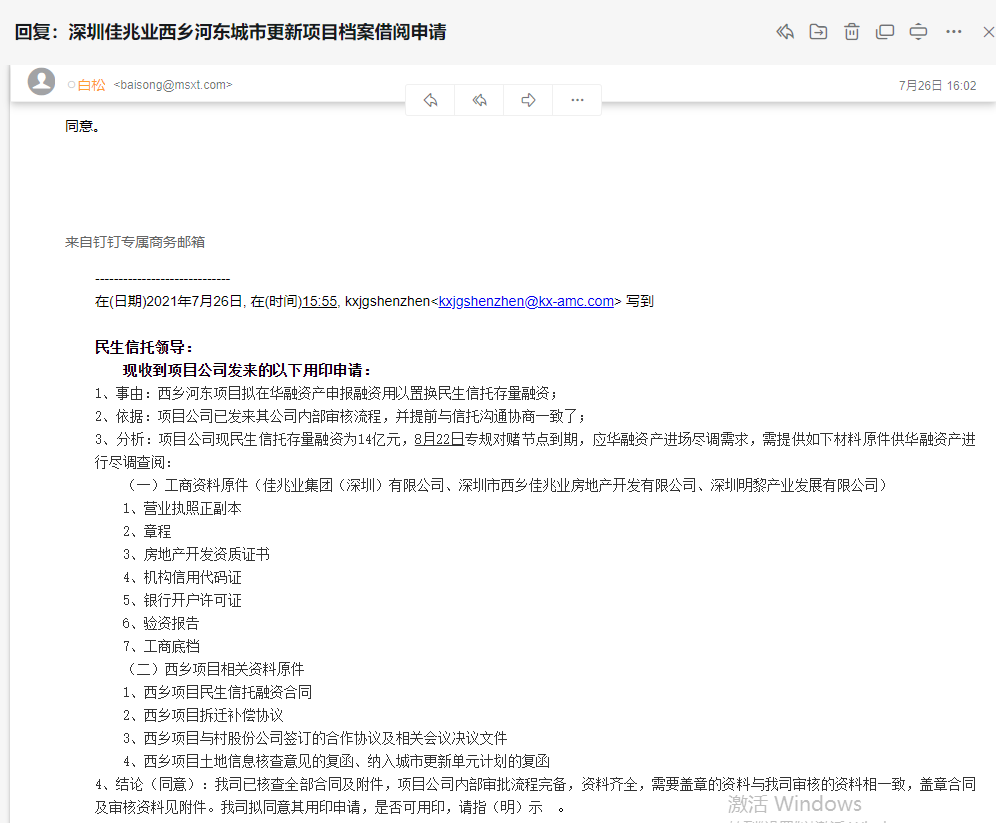 回复：深圳佳兆业西乡河东城市更新项目档案借阅申请
白松 <baisong@msxt.com>
7月26日 16:02
同意。
来自钉钉专属商务邮箱
-----------------------------
在(日期)2021年7月26日, 在(时间)15:55, kxjgshenzhen<kxjgshenzhen@kx-amc.com> 写到
民生信托领导：
现收到项目公司发来的以下用印申请：
1、事由：西乡河东项目拟在华融资产申报融资用以置换民生信托存量融资；
2、依据：项目公司已发来其公司内部审核流程，并提前与信托沟通协商一致了；
3、分析：项目公司现民生信托存量融资为14亿元，8月22日专规对赌节点到期，应华融资产进场尽调需求，需提供如下材料原件供华融资产进
行尽调查阅：
（一）工商资料原件（佳兆业集团（深圳）有限公司、深圳市西乡佳兆业房地产开发有限公司、深圳明黎产业发展有限公司）
1、营业执照正副本
2、章程
3、房地产开发资质证书
4、机构信用代码证
5、银行开户许可证
6、验资报告
7、工商底档
（二）西乡项目相关资料原件
1、西乡项目民生信托融资合同
2、西乡项目拆迁补偿协议
3、西乡项目与村股份公司签订的合作协议及相关会议决议文件
4、西乡项目土地信息核查意见的复函、纳入城市更新单元计划的复函
4、结论（同意）：我司已核查全部合同及附件，项目公司内部审批流程完备，资料齐全，需要盖章的资料与我司审核的资料相一致，盖章合同
及审核资料见附件。我司拟同意其用印申请，是否可用印，请指（明）示 。
激活 Windows